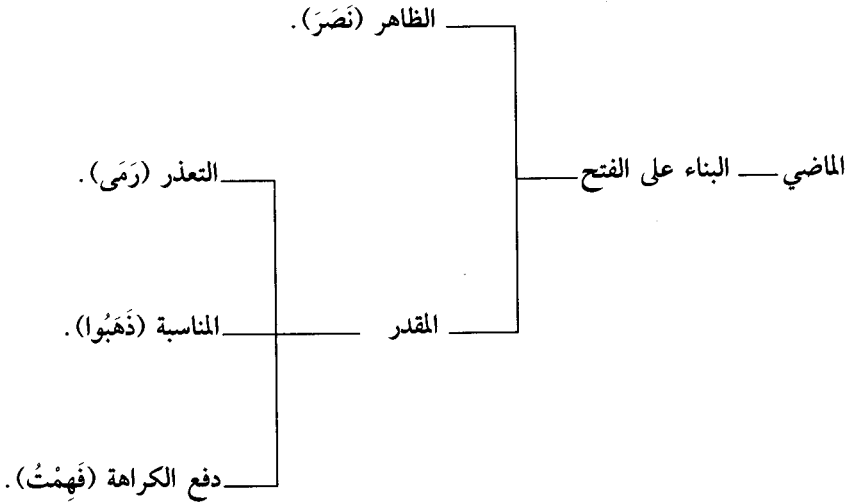 الظاهر (نَصَرَ).
الماضي البناء على الفتح
التعذر (رَمَى).
المقدر
المناسبة (ذَهَبُوا).
دفع الكراهة (فَهِمْتُ).